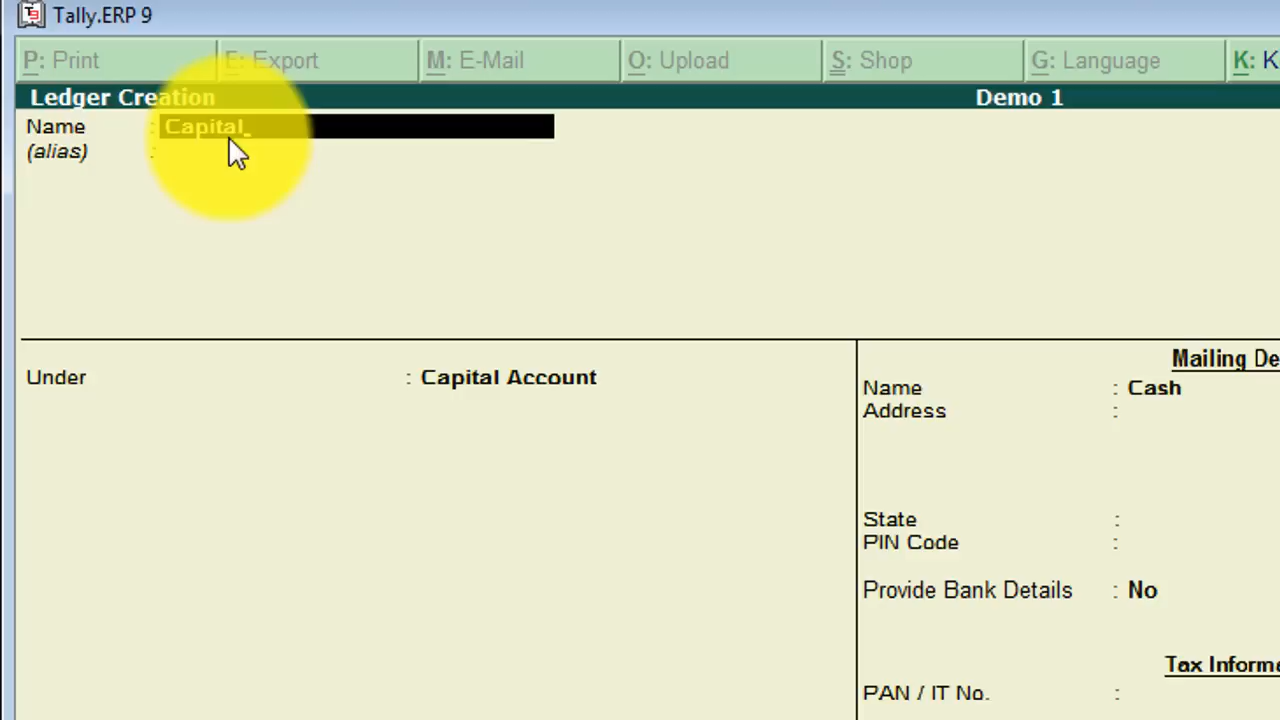 Tally.ERP 9
P: Print E: Export M: E-Mail O: Upload S: Shop G: Language K:
Ledger Creation Demo 1
Name : Capital
(alias) :
Under : Capital Account
Mailing De
Name : Cash
Address :
State :
PIN Code :
Provide Bank Details : No
Tax Informa
PAN / IT No. :